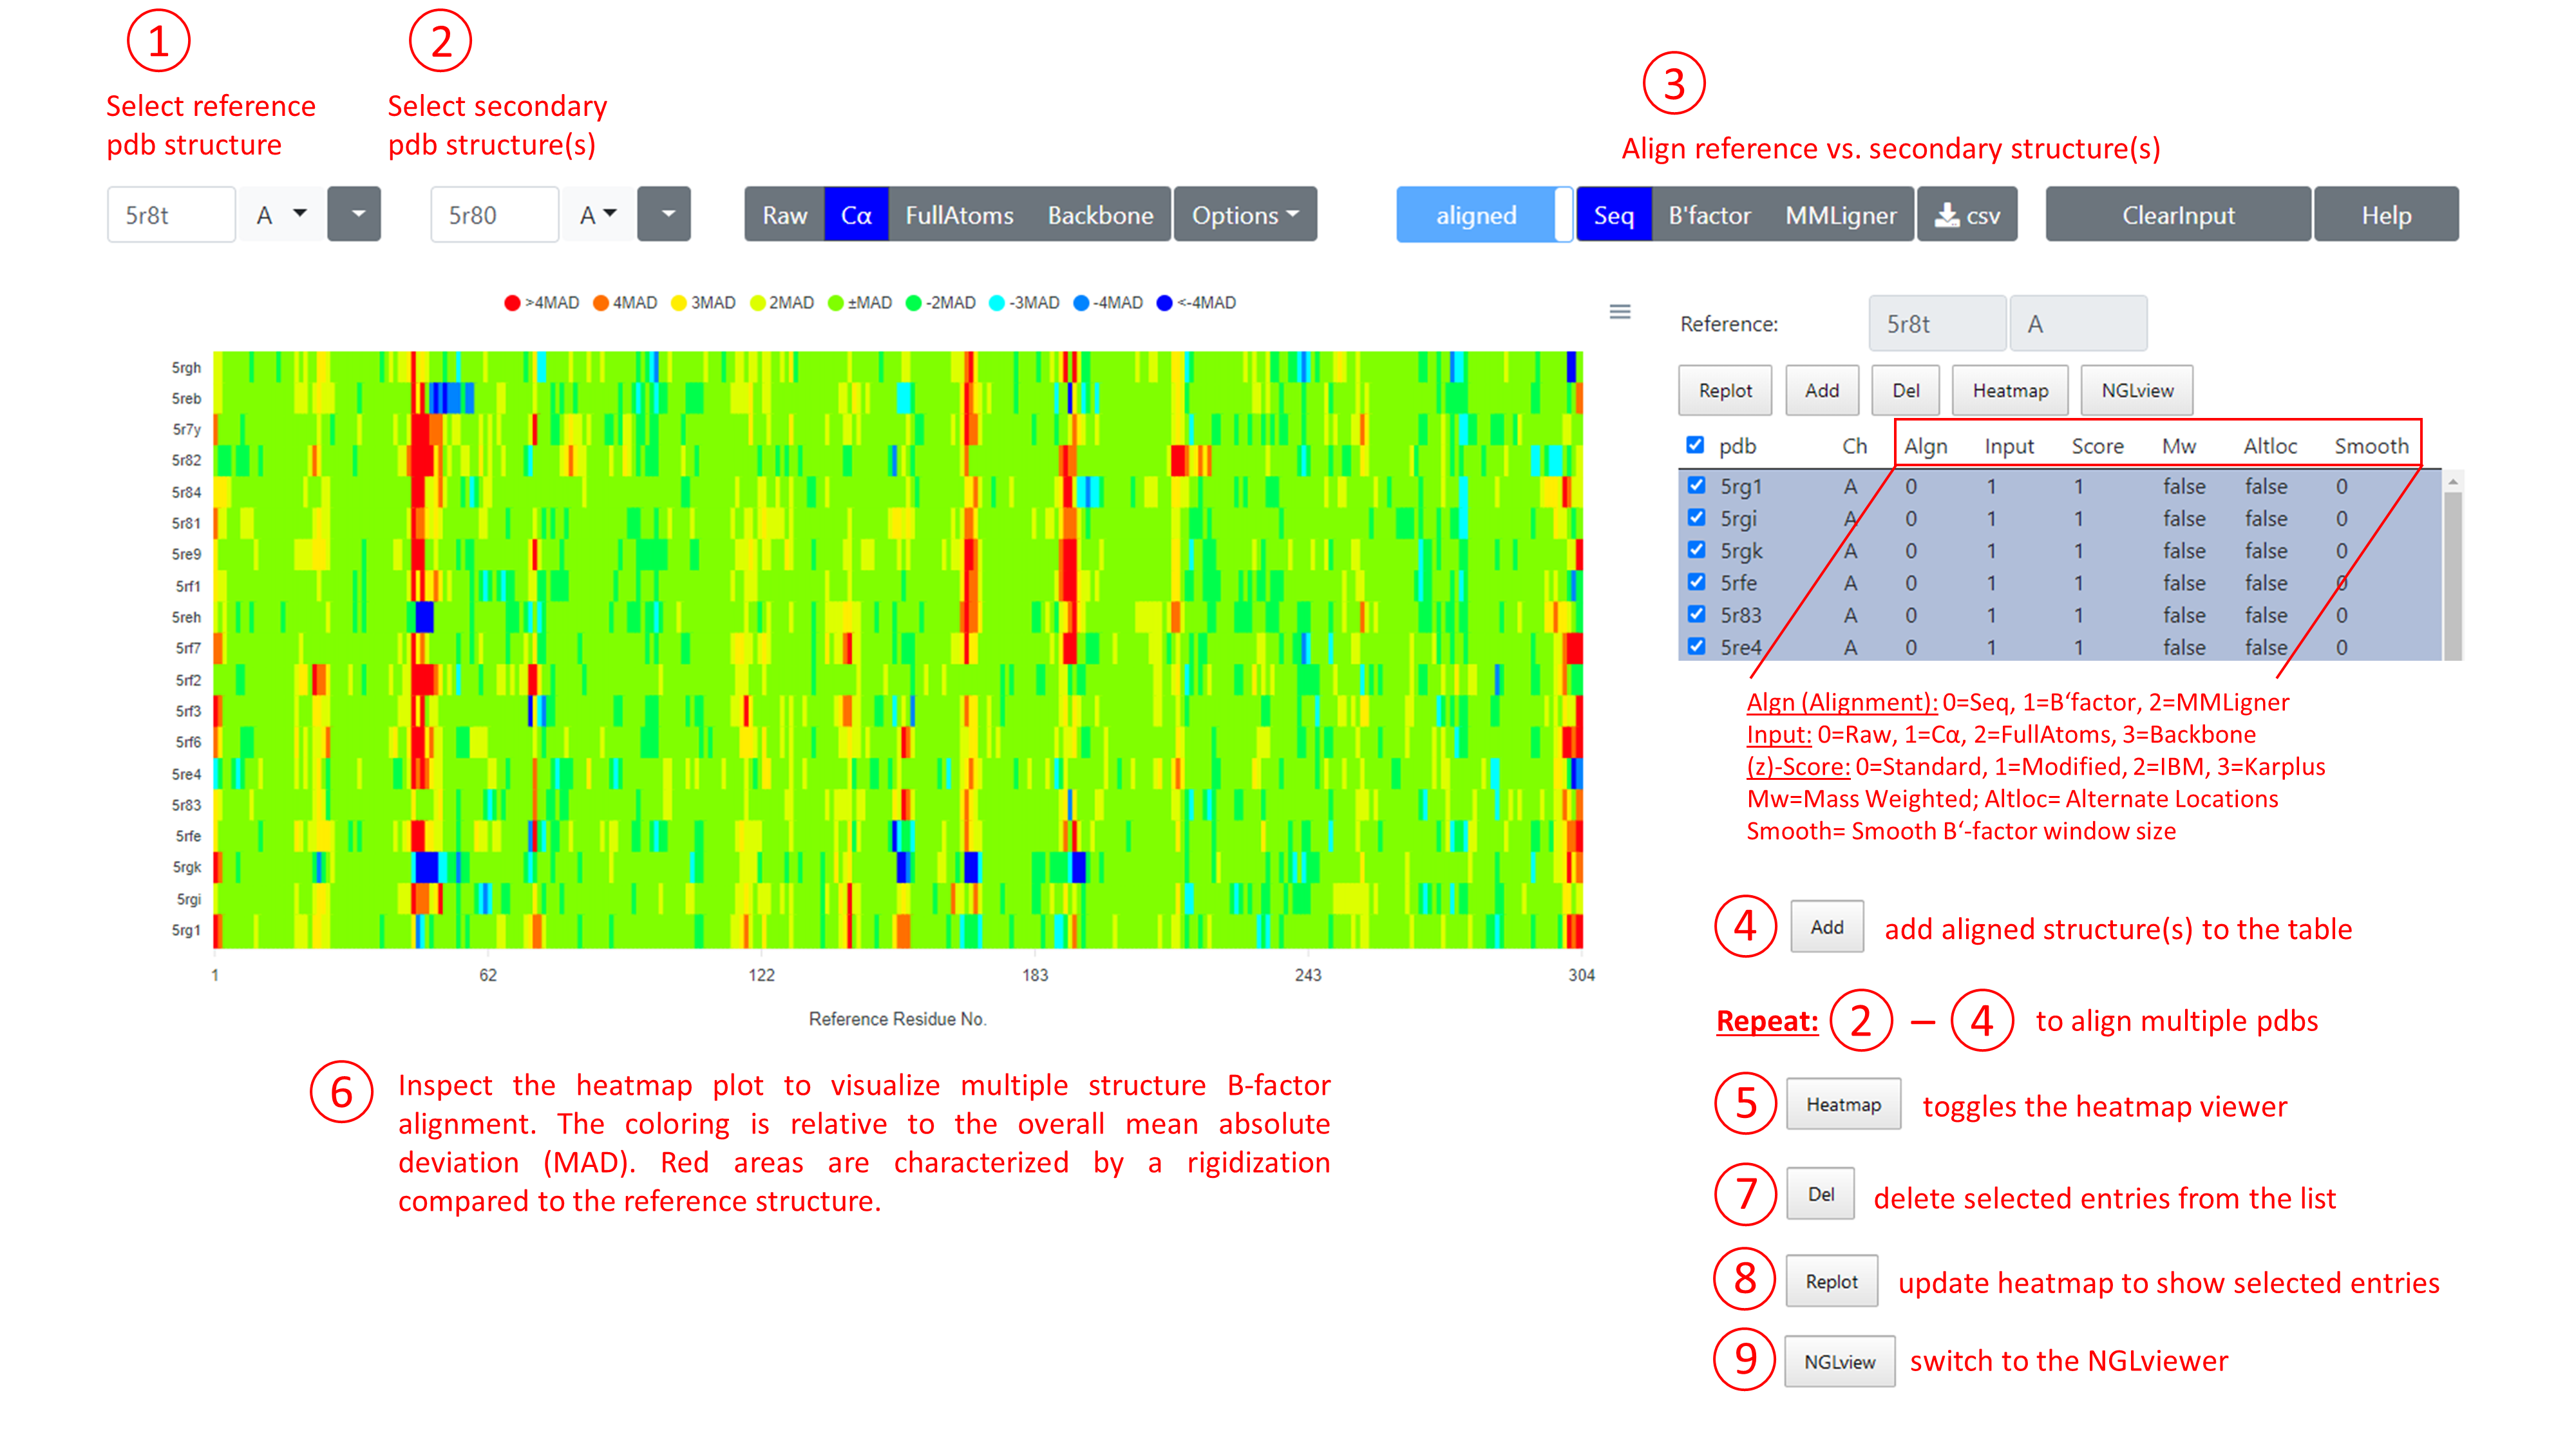 1
2
3
Select reference
pdb structure
Select secondary
pdb structure(s)
Align reference vs. secondary structure(s)
5r8t A
5r80 A
Raw Cα FullAtoms Backbone Options
aligned Seq B'factor MMLigner csv
ClearInput Help
>4MAD 4MAD 3MAD 2MAD ±MAD -2MAD -3MAD -4MAD <-4MAD
5rgh
5reb
5r7y
5r82
5r84
5r81
5re9
5rf1
5reh
5rf7
5rf2
5rf3
5rf6
5re4
5r83
5rfe
5rgk
5rgi
5rg1
1 62 122 183 243 304
Reference Residue No.
6
Inspect the heatmap plot to visualize multiple structure B-factor
alignment. The coloring is relative to the overall mean absolute
deviation (MAD). Red areas are characterized by a rigidization
compared to the reference structure.
Reference: 5r8t A
Replot Add Del Heatmap NGLview
pdb Ch Algn Input Score Mw Altloc Smooth
5rg1 A 0 1 1 false false 0
5rgi A 0 1 1 false false 0
5rgk A 0 1 1 false false 0
5rfe A 0 1 1 false false 0
5r83 A 0 1 1 false false 0
5re4 A 0 1 1 false false 0
Algn (Alignment): 0=Seq, 1=B‘factor, 2=MMLigner
Input: 0=Raw, 1=Cα, 2=FullAtoms, 3=Backbone
(z)-Score: 0=Standard, 1=Modified, 2=IBM, 3=Karplus
Mw=Mass Weighted; Altloc= Alternate Locations
Smooth= Smooth B‘-factor window size
4 Add add aligned structure(s) to the table
Repeat: 2 – 4 to align multiple pdbs
5 Heatmap toggles the heatmap viewer
7 Del delete selected entries from the list
8 Replot update heatmap to show selected entries
9 NGLview switch to the NGLviewer